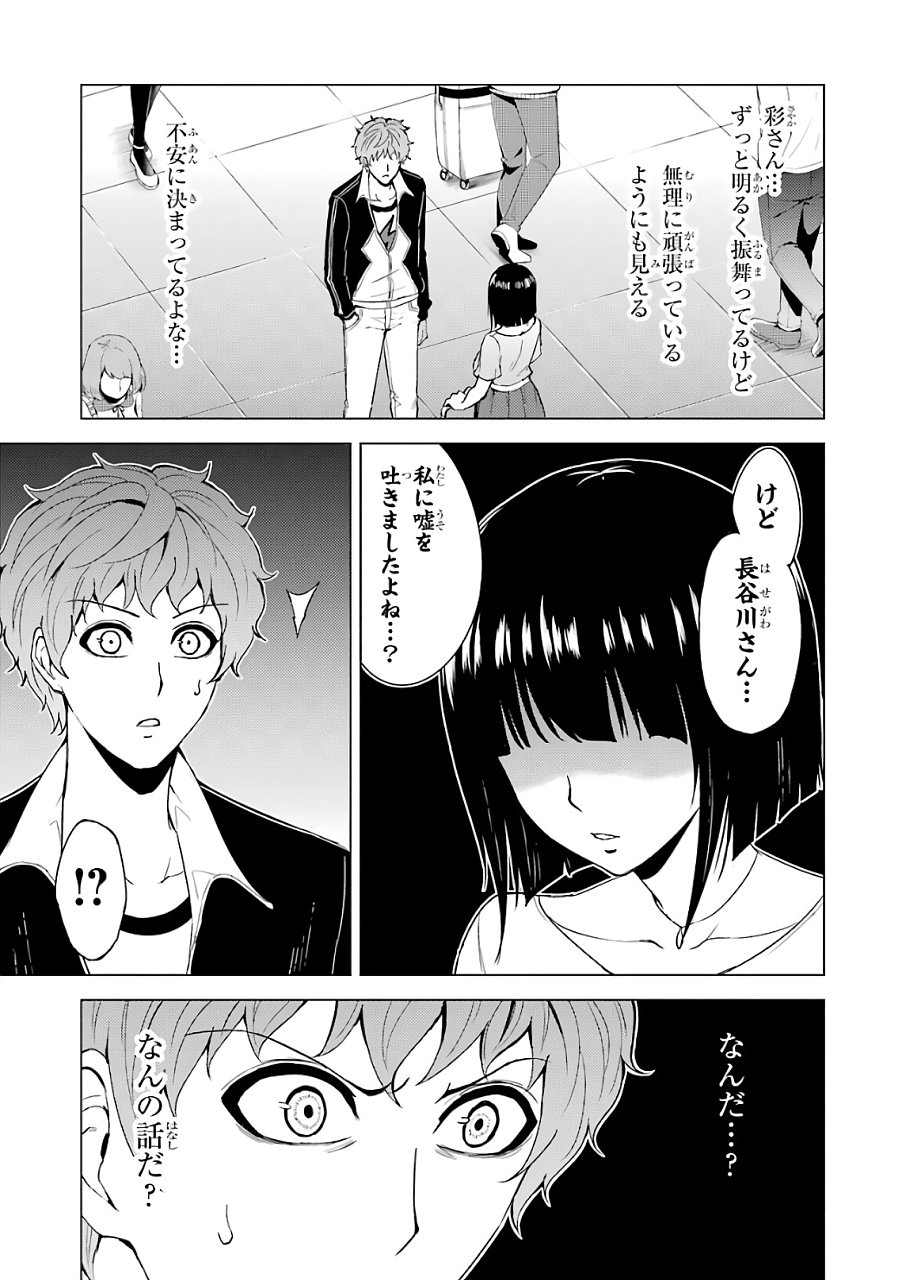 彩さん…
ずっと明るく振舞ってるけど
無理に頑張っている
ようにも見える
不安に決まってるよな…
けど
長谷川さん…
私に嘘を
吐きましたよね…？
!?
なんだ…？
なんの話だ？